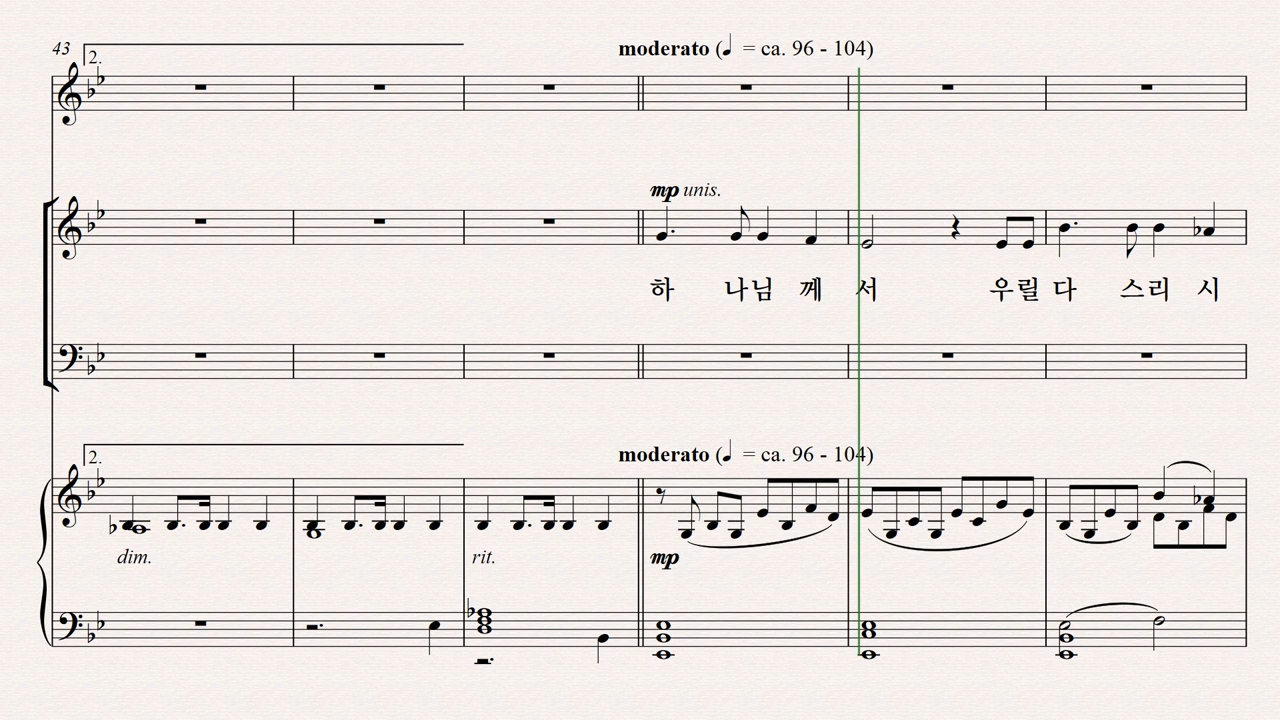 43
2.
moderato (♩ = ca. 96 - 104)
mp unis.
하 나님 께 서 우릴 다 스리 시
2.
moderato (♩ = ca. 96 - 104)
dim.
rit.
mp